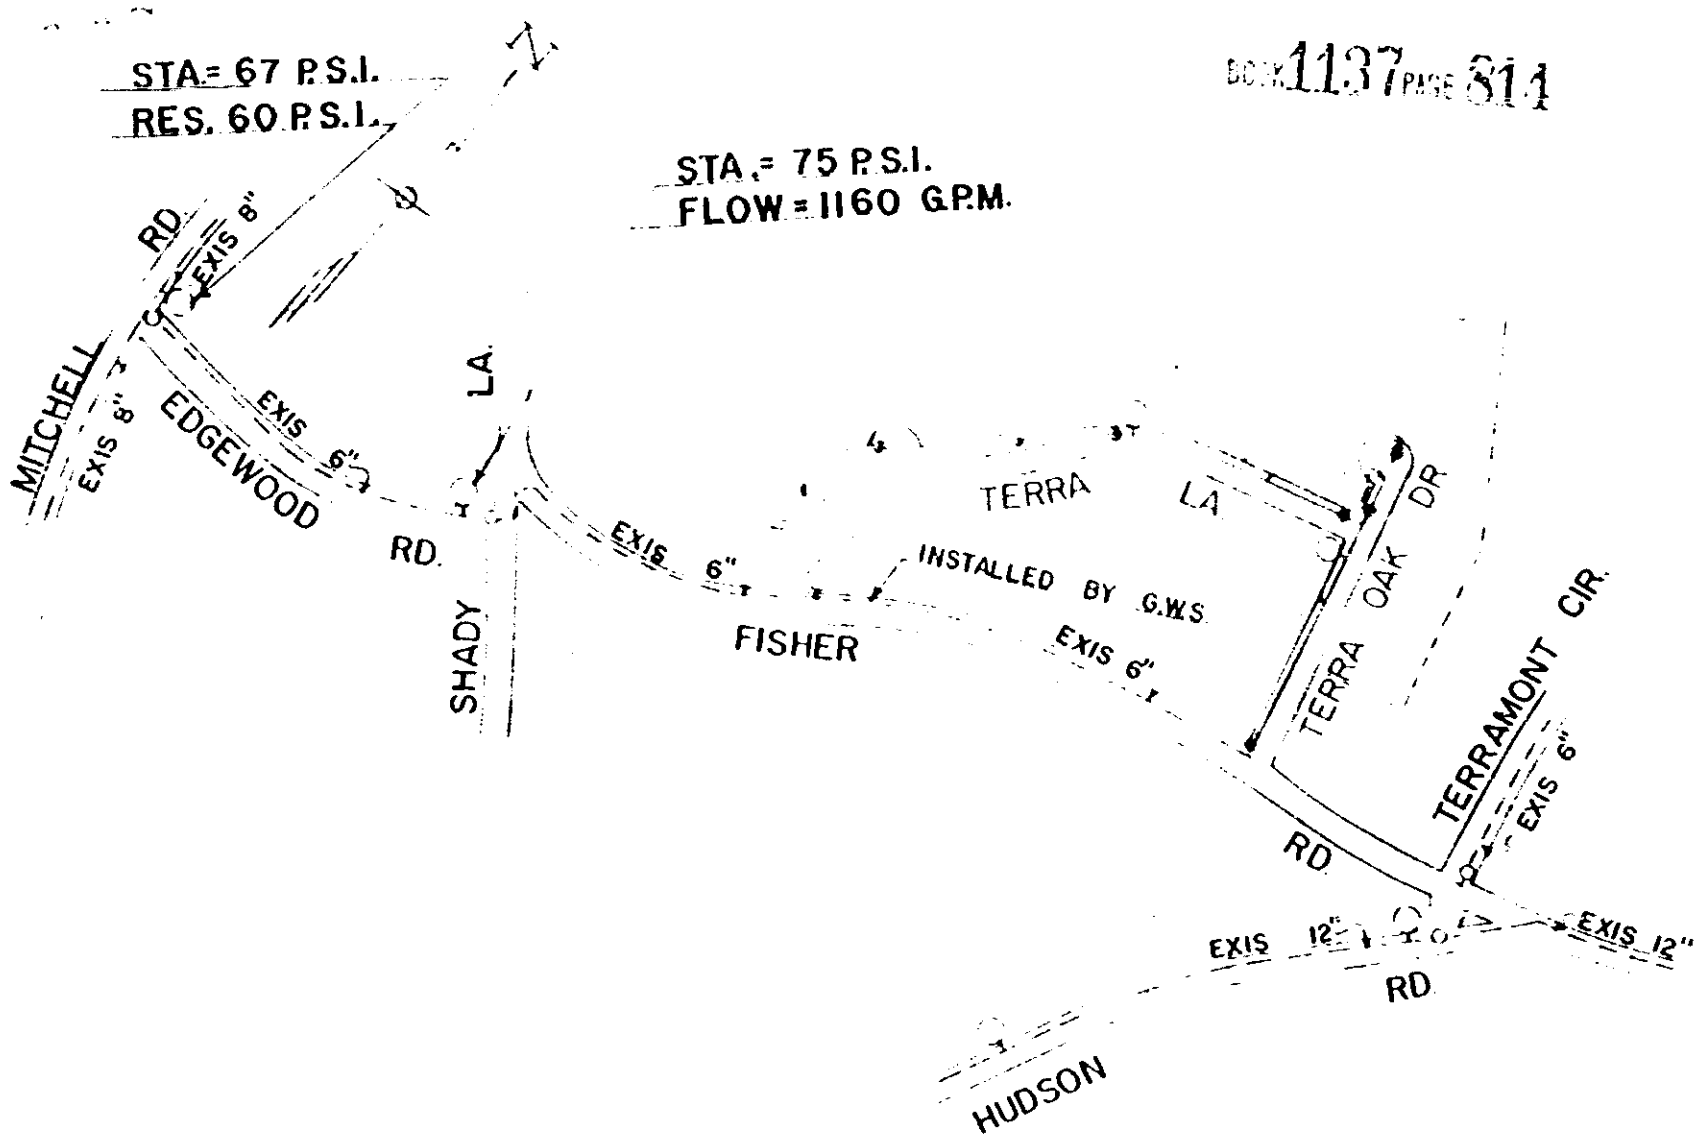 BOOK 1137 PAGE 814
N
STA.= 67 P.S.I.
RES. 60 P.S.I.
STA.= 75 P.S.I.
FLOW = 1160 G.P.M.
MITCHELL RD.
EXIS 8"
EXIS 8"
EDGEWOOD RD.
EXIS 6"
SHADY LA.
EXIS 6"
FISHER RD.
INSTALLED BY G.W.S.
EXIS 6"
TERRA LA.
TERRA OAK DR
TERRAMONT CIR.
EXIS 6"
EXIS 12"
EXIS 12"
HUDSON RD.